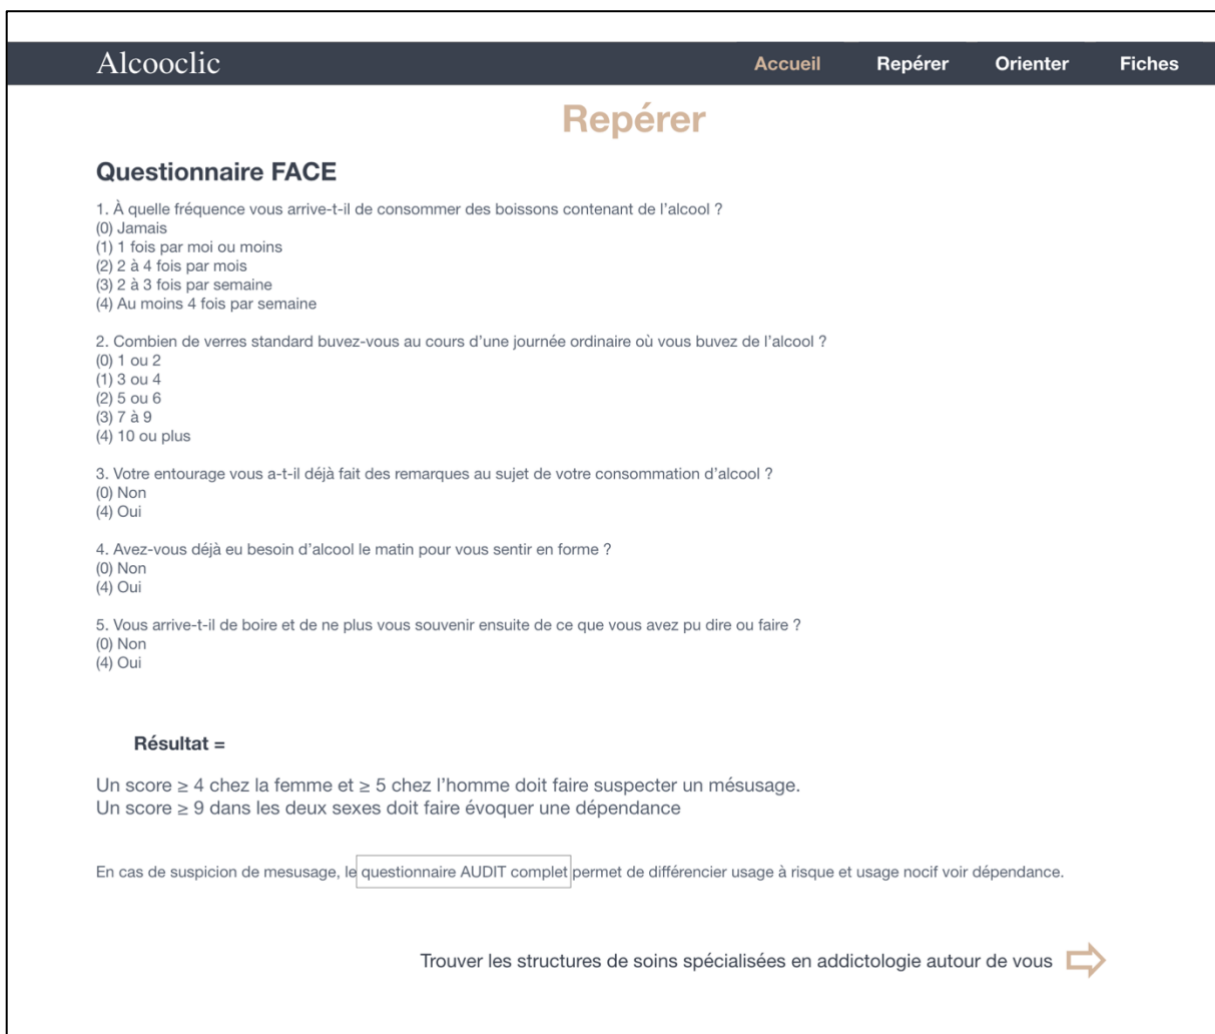 Alcooclic
Accueil Repérer Orienter Fiches
Repérer
Questionnaire FACE
1. À quelle fréquence vous arrive-t-il de consommer des boissons contenant de l'alcool ?
(0) Jamais
(1) 1 fois par moi ou moins
(2) 2 à 4 fois par mois
(3) 2 à 3 fois par semaine
(4) Au moins 4 fois par semaine
2. Combien de verres standard buvez-vous au cours d'une journée ordinaire où vous buvez de l'alcool ?
(0) 1 ou 2
(1) 3 ou 4
(2) 5 ou 6
(3) 7 à 9
(4) 10 ou plus
3. Votre entourage vous a-t-il déjà fait des remarques au sujet de votre consommation d'alcool ?
(0) Non
(4) Oui
4. Avez-vous déjà eu besoin d'alcool le matin pour vous sentir en forme ?
(0) Non
(4) Oui
5. Vous arrive-t-il de boire et de ne plus vous souvenir ensuite de ce que vous avez pu dire ou faire ?
(0) Non
(4) Oui
Résultat =
Un score ≥ 4 chez la femme et ≥ 5 chez l'homme doit faire suspecter un mésusage.
Un score ≥ 9 dans les deux sexes doit faire évoquer une dépendance
En cas de suspicion de mesusage, le questionnaire AUDIT complet permet de différencier usage à risque et usage nocif voir dépendance.
Trouver les structures de soins spécialisées en addictologie autour de vous